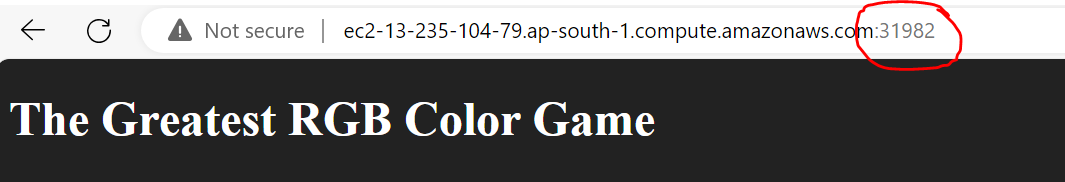 Not secure | ec2-13-235-104-79.ap-south-1.compute.amazonaws.com:31982
The Greatest RGB Color Game